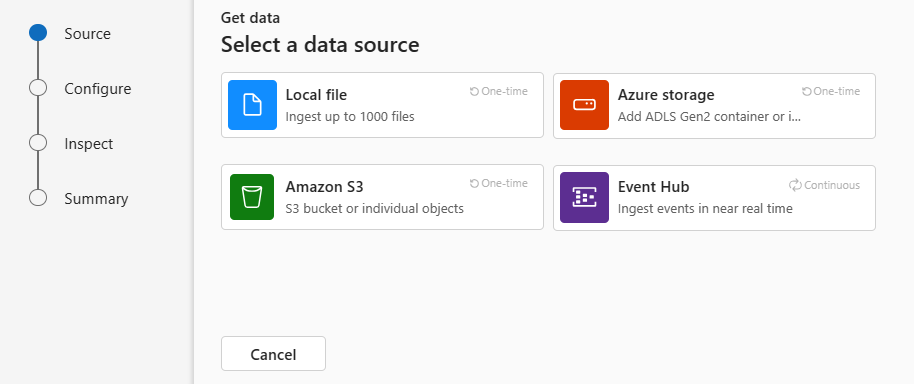 Source
Configure
Inspect
Summary
Get data
Select a data source
Local file
One-time
Ingest up to 1000 files
Azure storage
One-time
Add ADLS Gen2 container or i...
Amazon S3
One-time
S3 bucket or individual objects
Event Hub
Continuous
Ingest events in near real time
Cancel